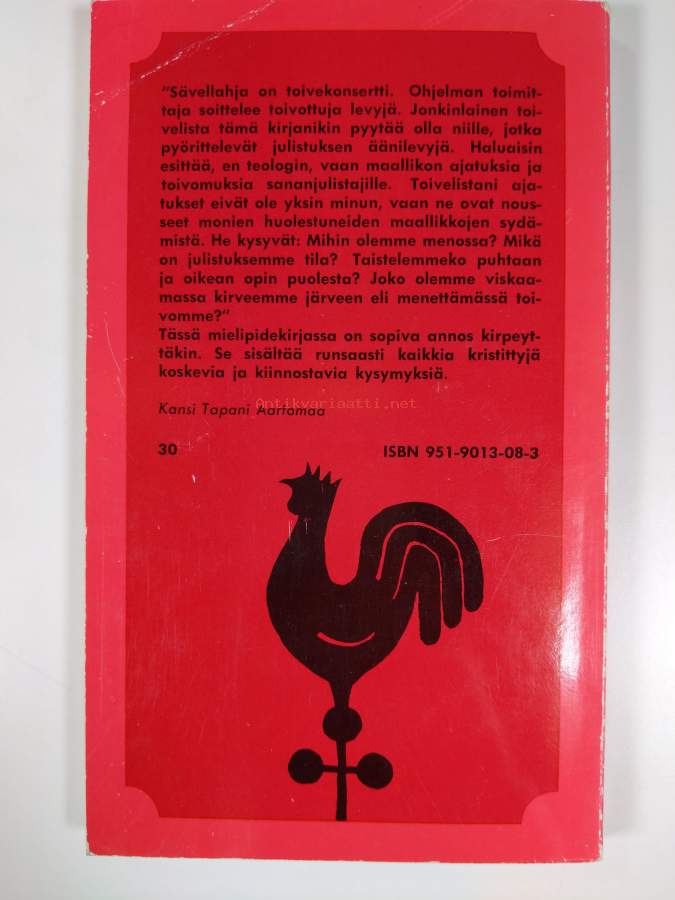 "Sävellahja on toivekonsertti. Ohjelman toimit-
taja soittelee toivottuja levyjä. Jonkinlainen toi-
velista tämä kirjanikin pyytää olla niille, jotka
pyörittelevät julistuksen äänilevyjä. Haluaisin
esittää, en teologin, vaan maallikon ajatuksia ja
toivomuksia sananjulistajille. Toivelistani aja-
tukset eivät ole yksin minun, vaan ne ovat nous-
seet monien huolestuneiden maallikkojen sydä-
mistä. He kysyvät: Mihin olemme menossa? Mikä
on julistuksemme tila? Taistelemmeko puhtaan
ja oikean opin puolesta? Joko olemme viskaa-
massa kirveemme järveen eli menettämässä toi-
vomme?"
Tässä mielipidekirjassa on sopiva annos kirpeyt-
täkin. Se sisältää runsaasti kaikkia kristittyjä
koskevia ja kiinnostavia kysymyksiä.
Antikvariaatti.net
Kansi Tapani Aartomaa
30 ISBN 951-9013-08-3